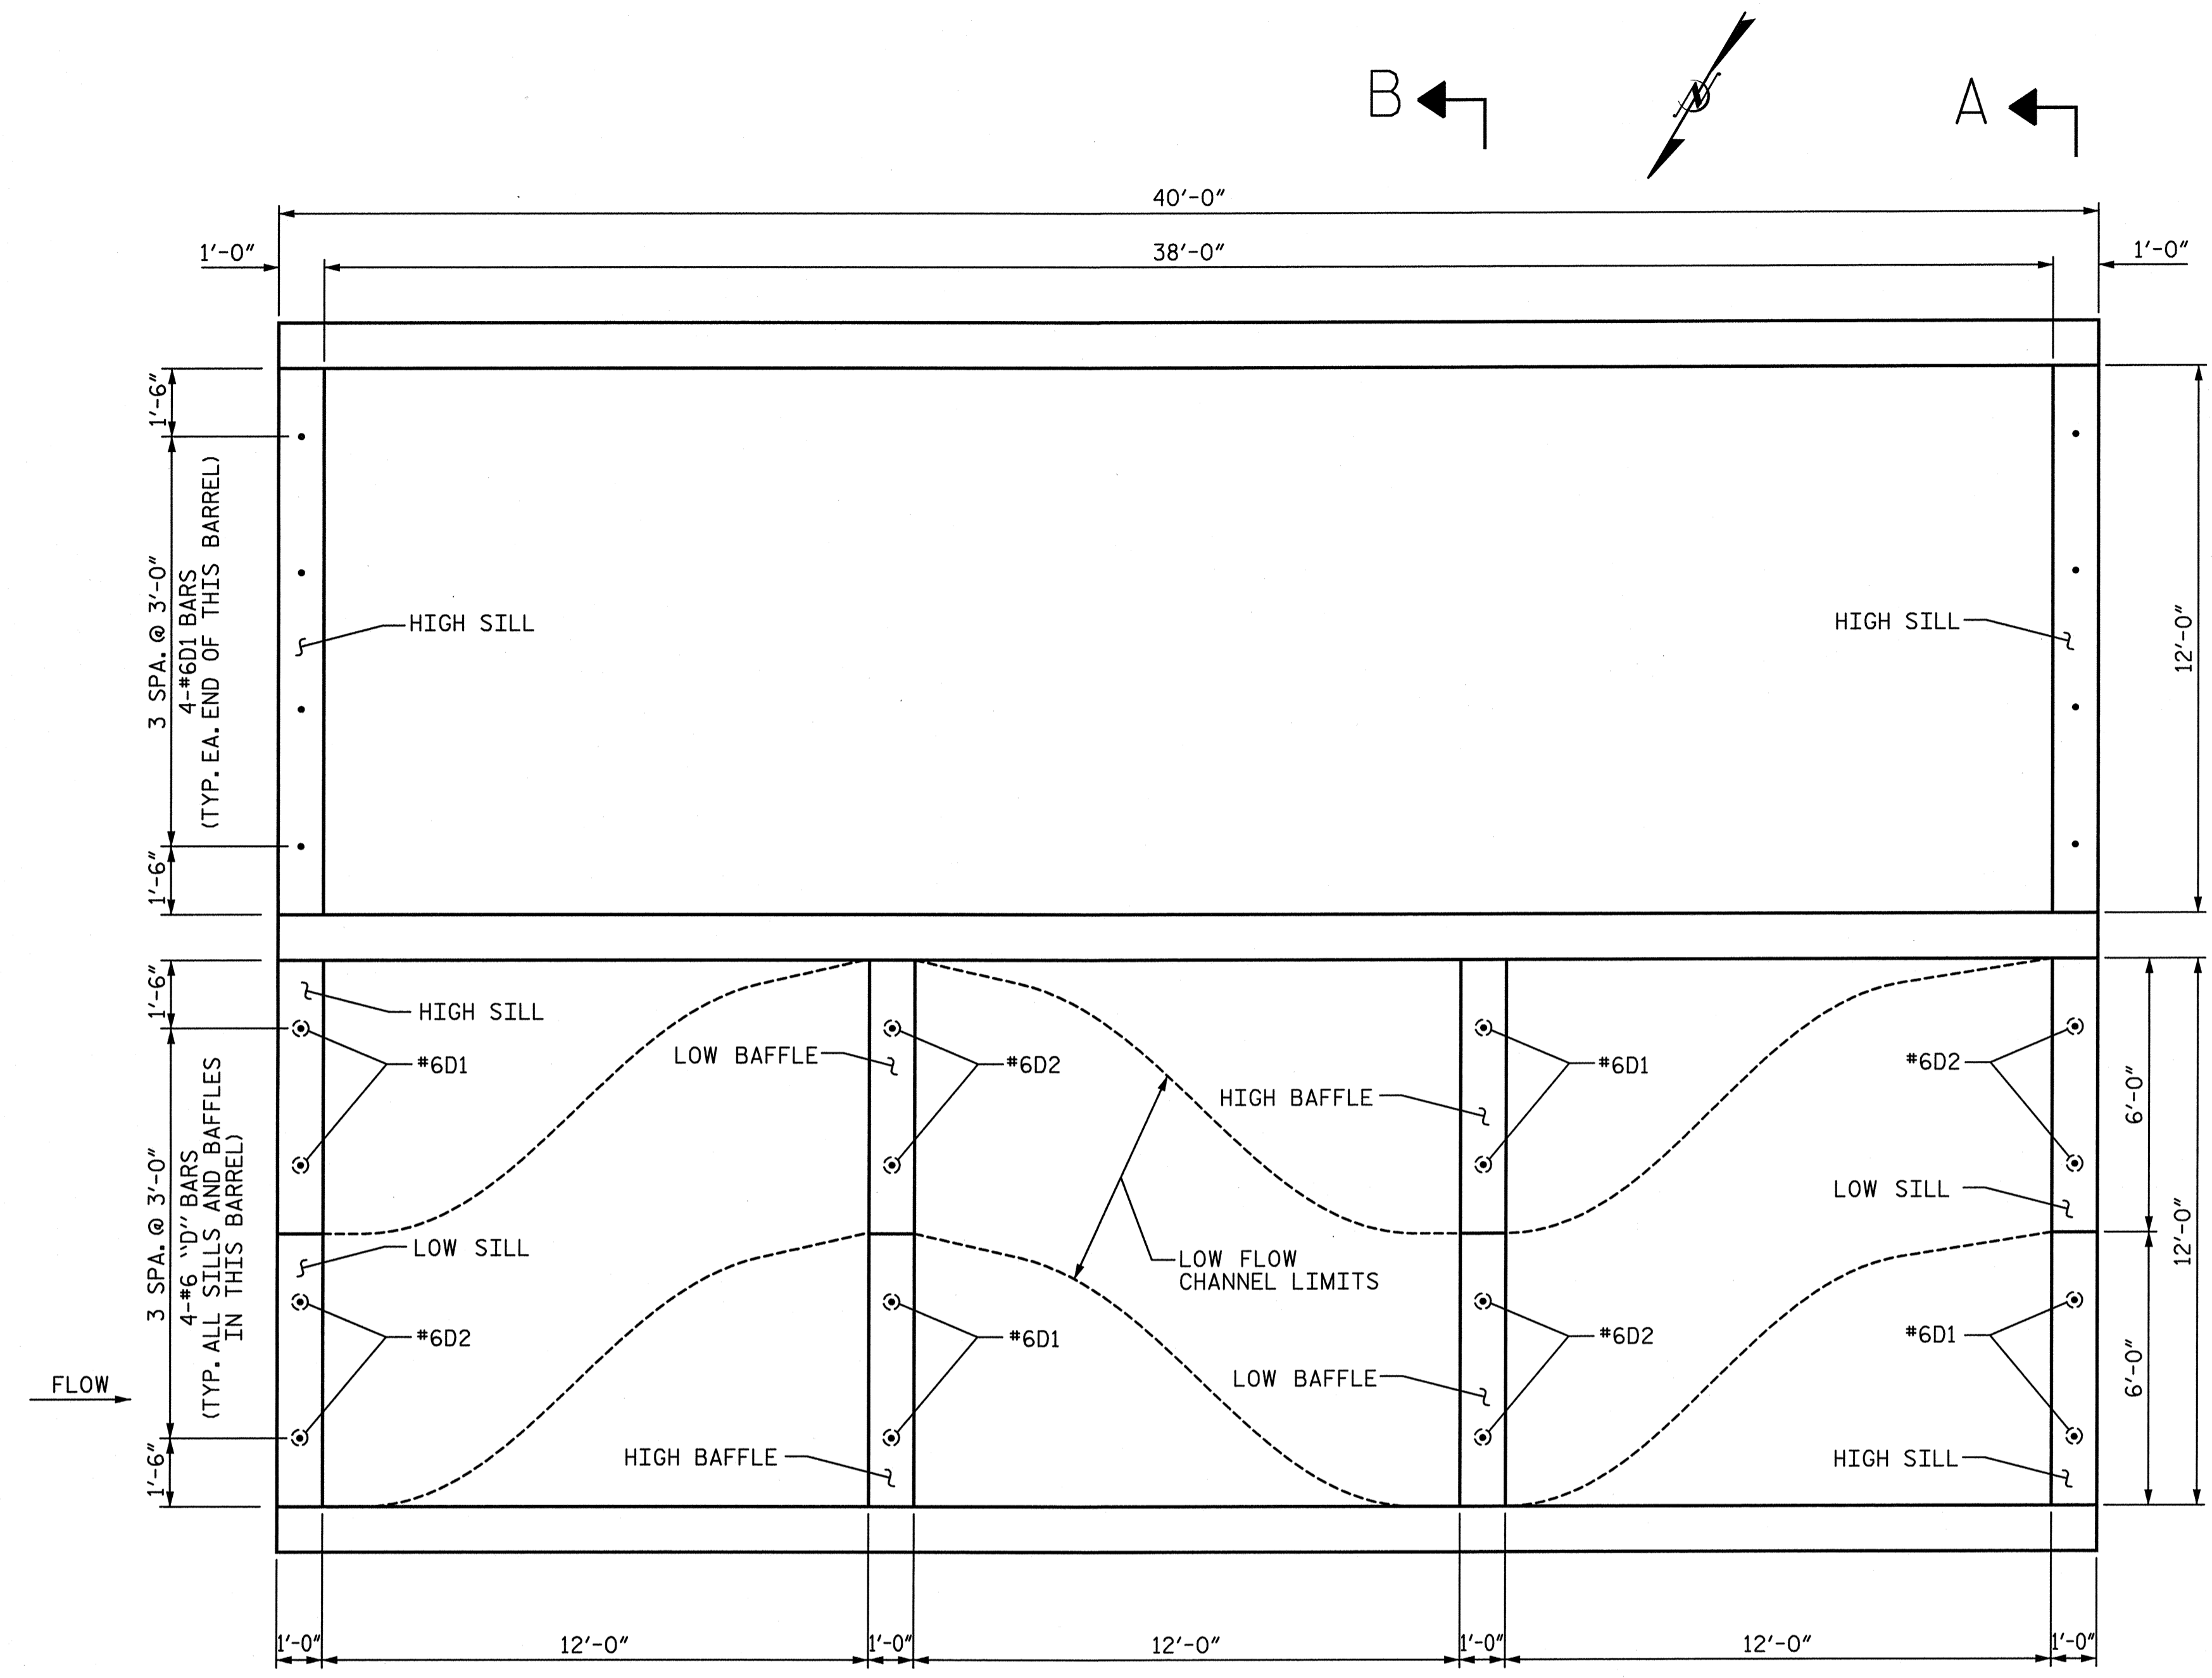 B
N
A
40'-0"
1'-0"
38'-0"
1'-0"
1'-6"
3 SPA. @ 3'-0"
4-#6D1 BARS
(TYP. EA. END OF THIS BARREL)
1'-6"
HIGH SILL
HIGH SILL
12'-0"
1'-6"
3 SPA. @ 3'-0"
4-#6 "D" BARS
(TYP. ALL SILLS AND BAFFLES
IN THIS BARREL)
1'-6"
HIGH SILL
#6D1
LOW BAFFLE
#6D2
HIGH BAFFLE
#6D1
#6D2
LOW SILL
6'-0"
12'-0"
LOW SILL
#6D2
LOW FLOW
CHANNEL LIMITS
#6D1
LOW BAFFLE
#6D2
#6D1
6'-0"
FLOW
HIGH BAFFLE
HIGH SILL
1'-0"
12'-0"
1'-0"
12'-0"
1'-0"
12'-0"
1'-0"